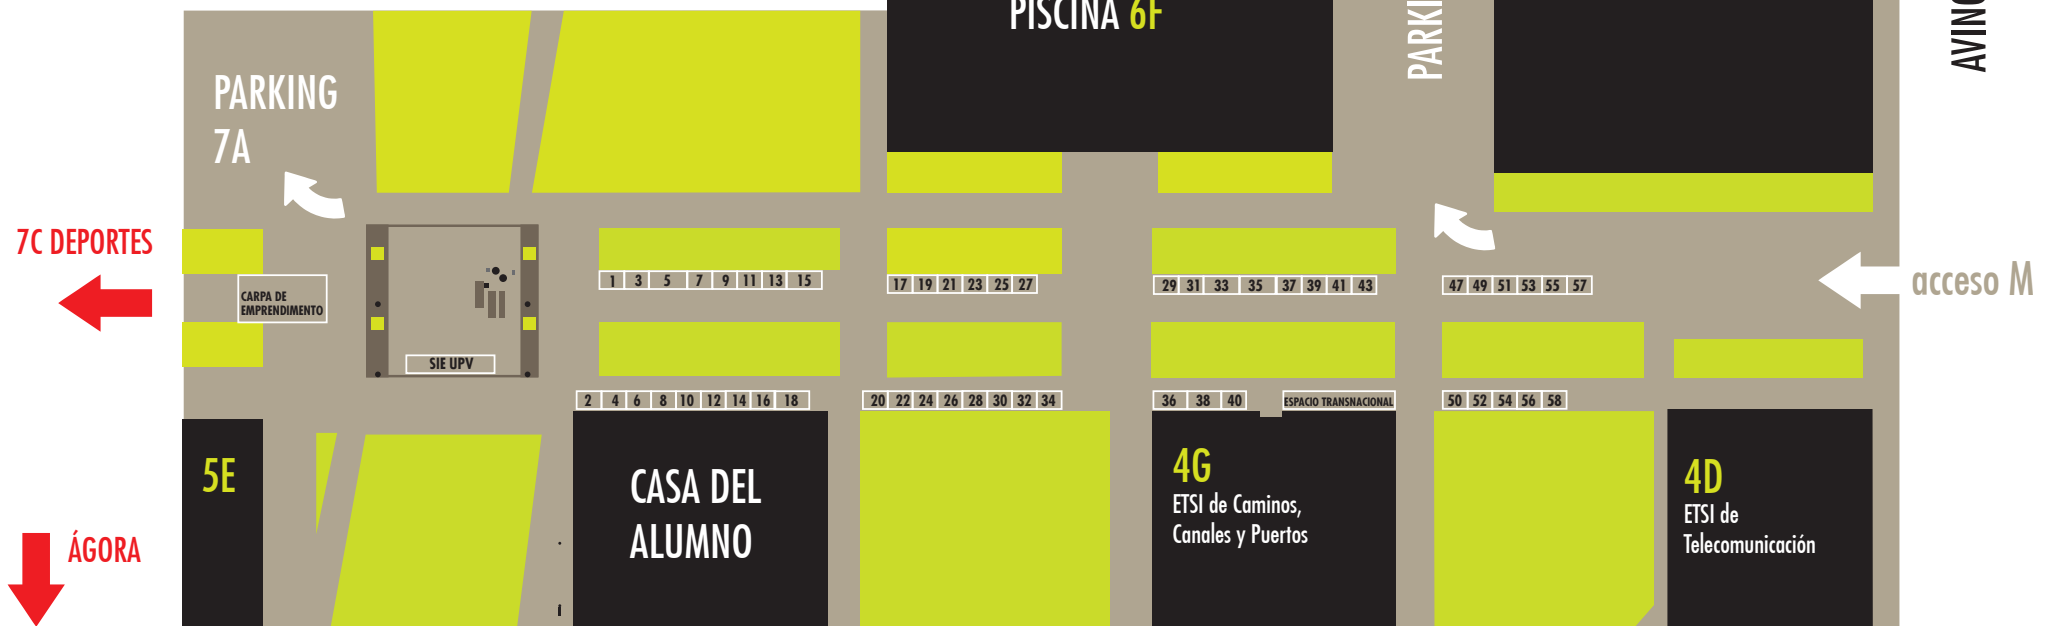 PISCINA 6F
PARKI
AVING
PARKING
7A
7C DEPORTES
CARPA DE
EMPRENDIMENTO
SIE UPV
1 3 5 7 9 11 13 15
17 19 21 23 25 27
29 31 33 35 37 39 41 43
47 49 51 53 55 57
acceso M
2 4 6 8 10 12 14 16 18
20 22 24 26 28 30 32 34
36 38 40
ESPACIO TRANSNACIONAL
50 52 54 56 58
5E
CASA DEL
ALUMNO
4G
ETSI de Caminos,
Canales y Puertos
4D
ETSI de
Telecomunicación
ÁGORA